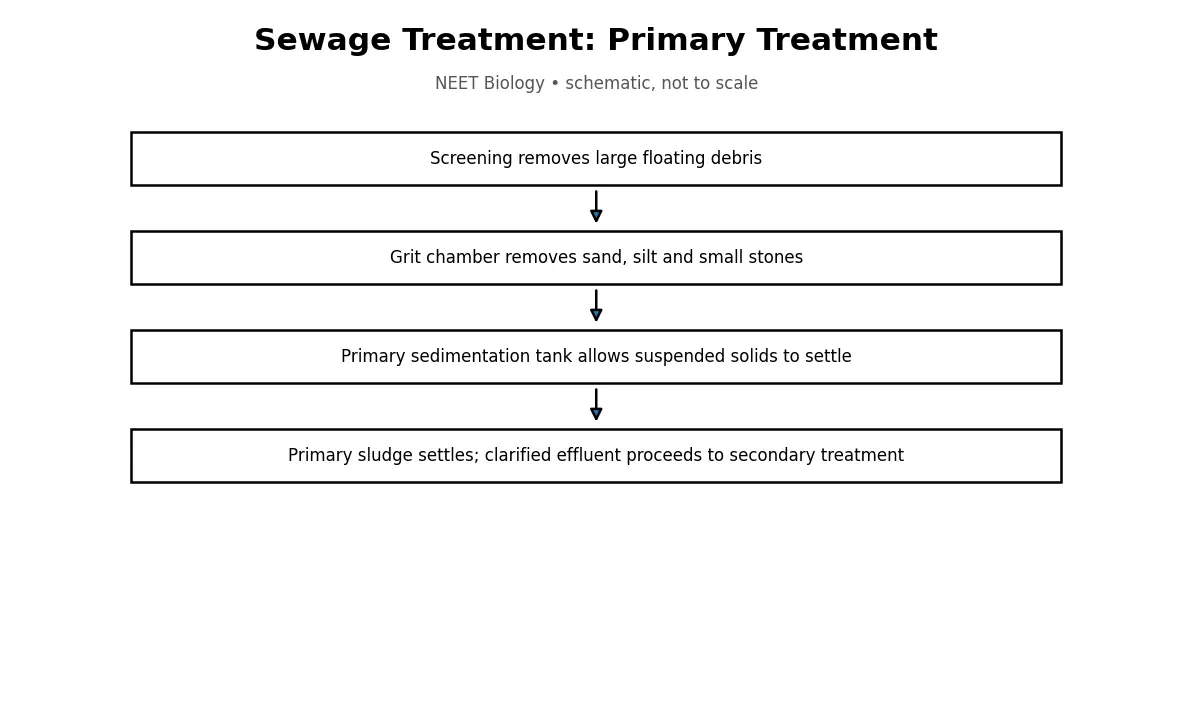 Sewage Treatment: Primary Treatment
NEET Biology • schematic, not to scale
Screening removes large floating debris
Grit chamber removes sand, silt and small stones
Primary sedimentation tank allows suspended solids to settle
Primary sludge settles; clarified effluent proceeds to secondary treatment